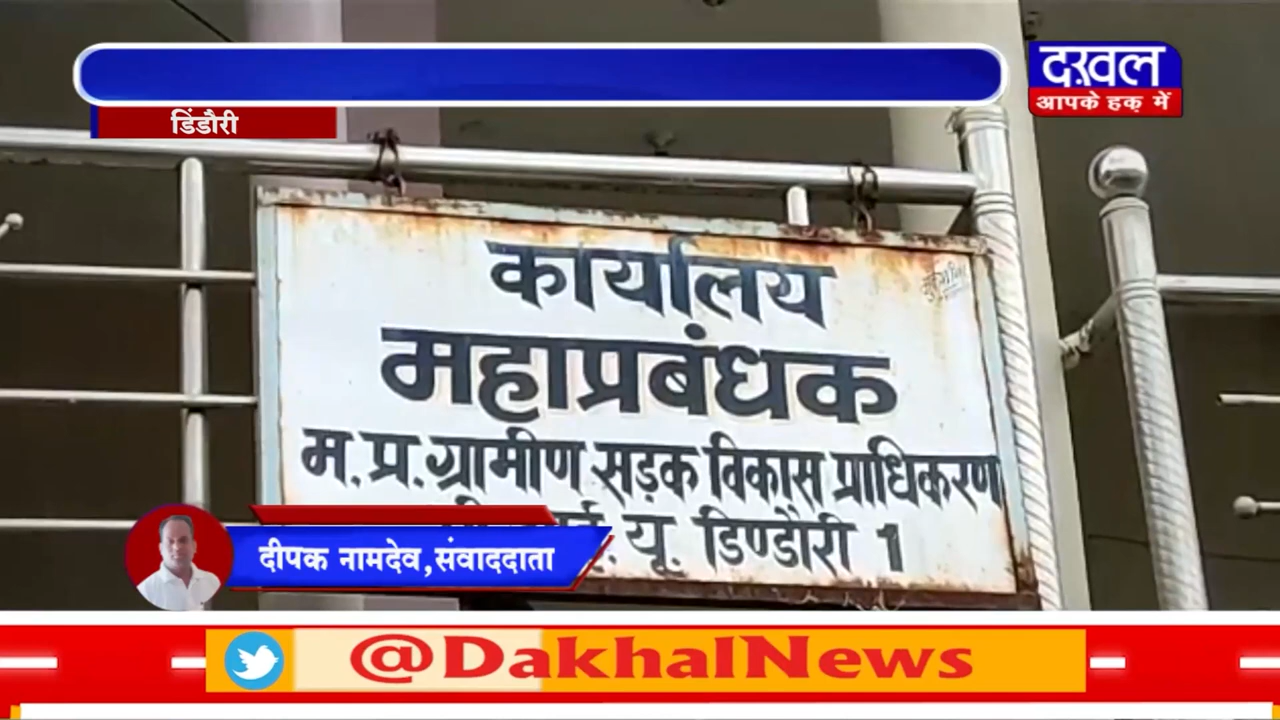 दख़ल
आपके हक़ में
डिंडौरी
कार्यालय
महाप्रबंधक
म. प्र. ग्रामीण सड़क विकास प्राधिकरण
यू. डिण्डौरी 1
दीपक नामदेव,संवाददाता
@DakhalNews